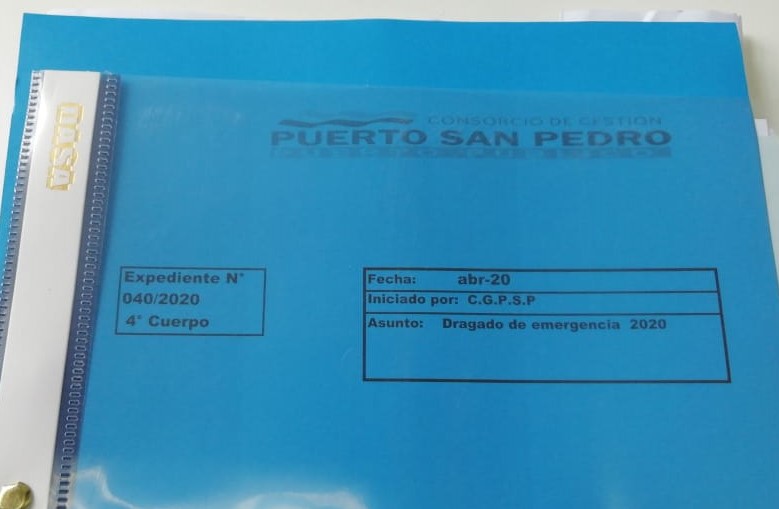 CONSORCIO DE GESTION
PUERTO SAN PEDRO
Expediente N°
040/2020
4° Cuerpo
Fecha: abr-20
Iniciado por: C.G.P.S.P
Asunto: Dragado de emergencia 2020